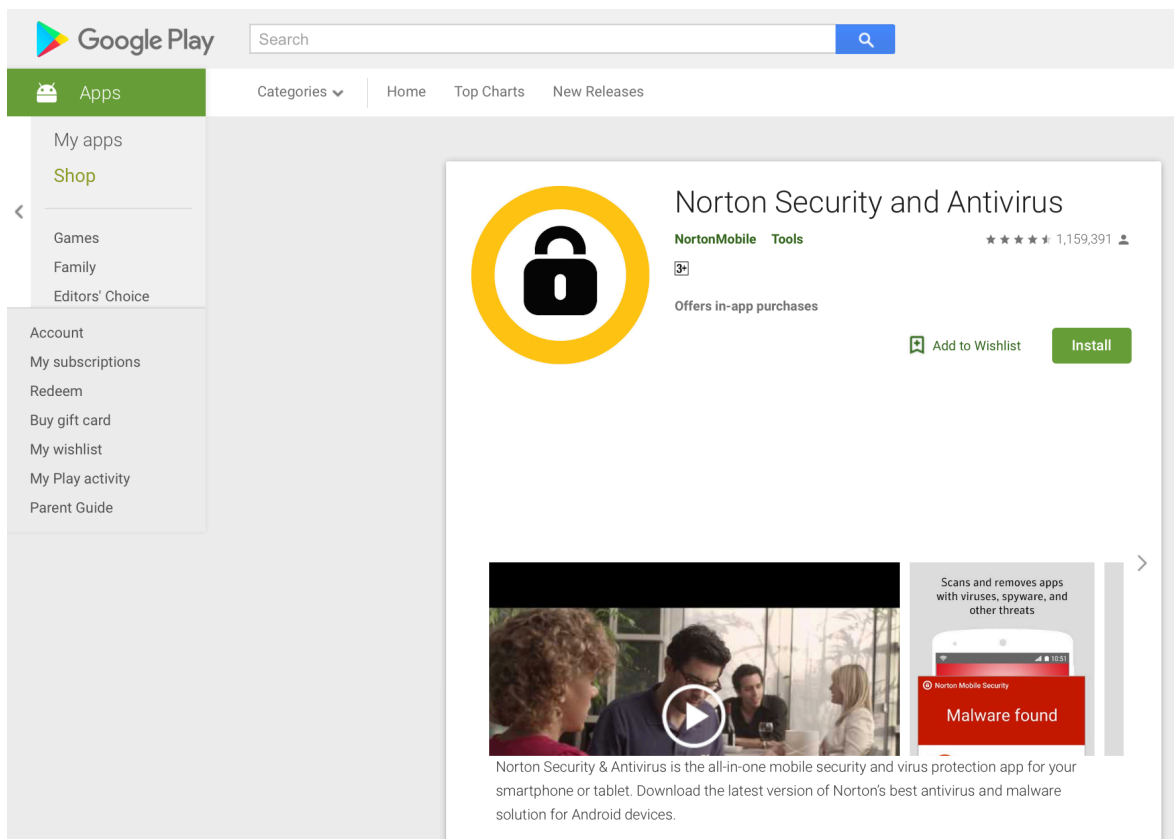 Google Play
Search
Apps
Categories
Home
Top Charts
New Releases
My apps
Shop
Games
Family
Editors' Choice
Account
My subscriptions
Redeem
Buy gift card
My wishlist
My Play activity
Parent Guide
Norton Security and Antivirus
NortonMobile Tools
1,159,391
3+
Offers in-app purchases
Add to Wishlist
Install
Scans and removes apps
with viruses, spyware, and
other threats
10:51
Norton Mobile Security
Malware found
Norton Security & Antivirus is the all-in-one mobile security and virus protection app for your
smartphone or tablet. Download the latest version of Norton's best antivirus and malware
solution for Android devices.